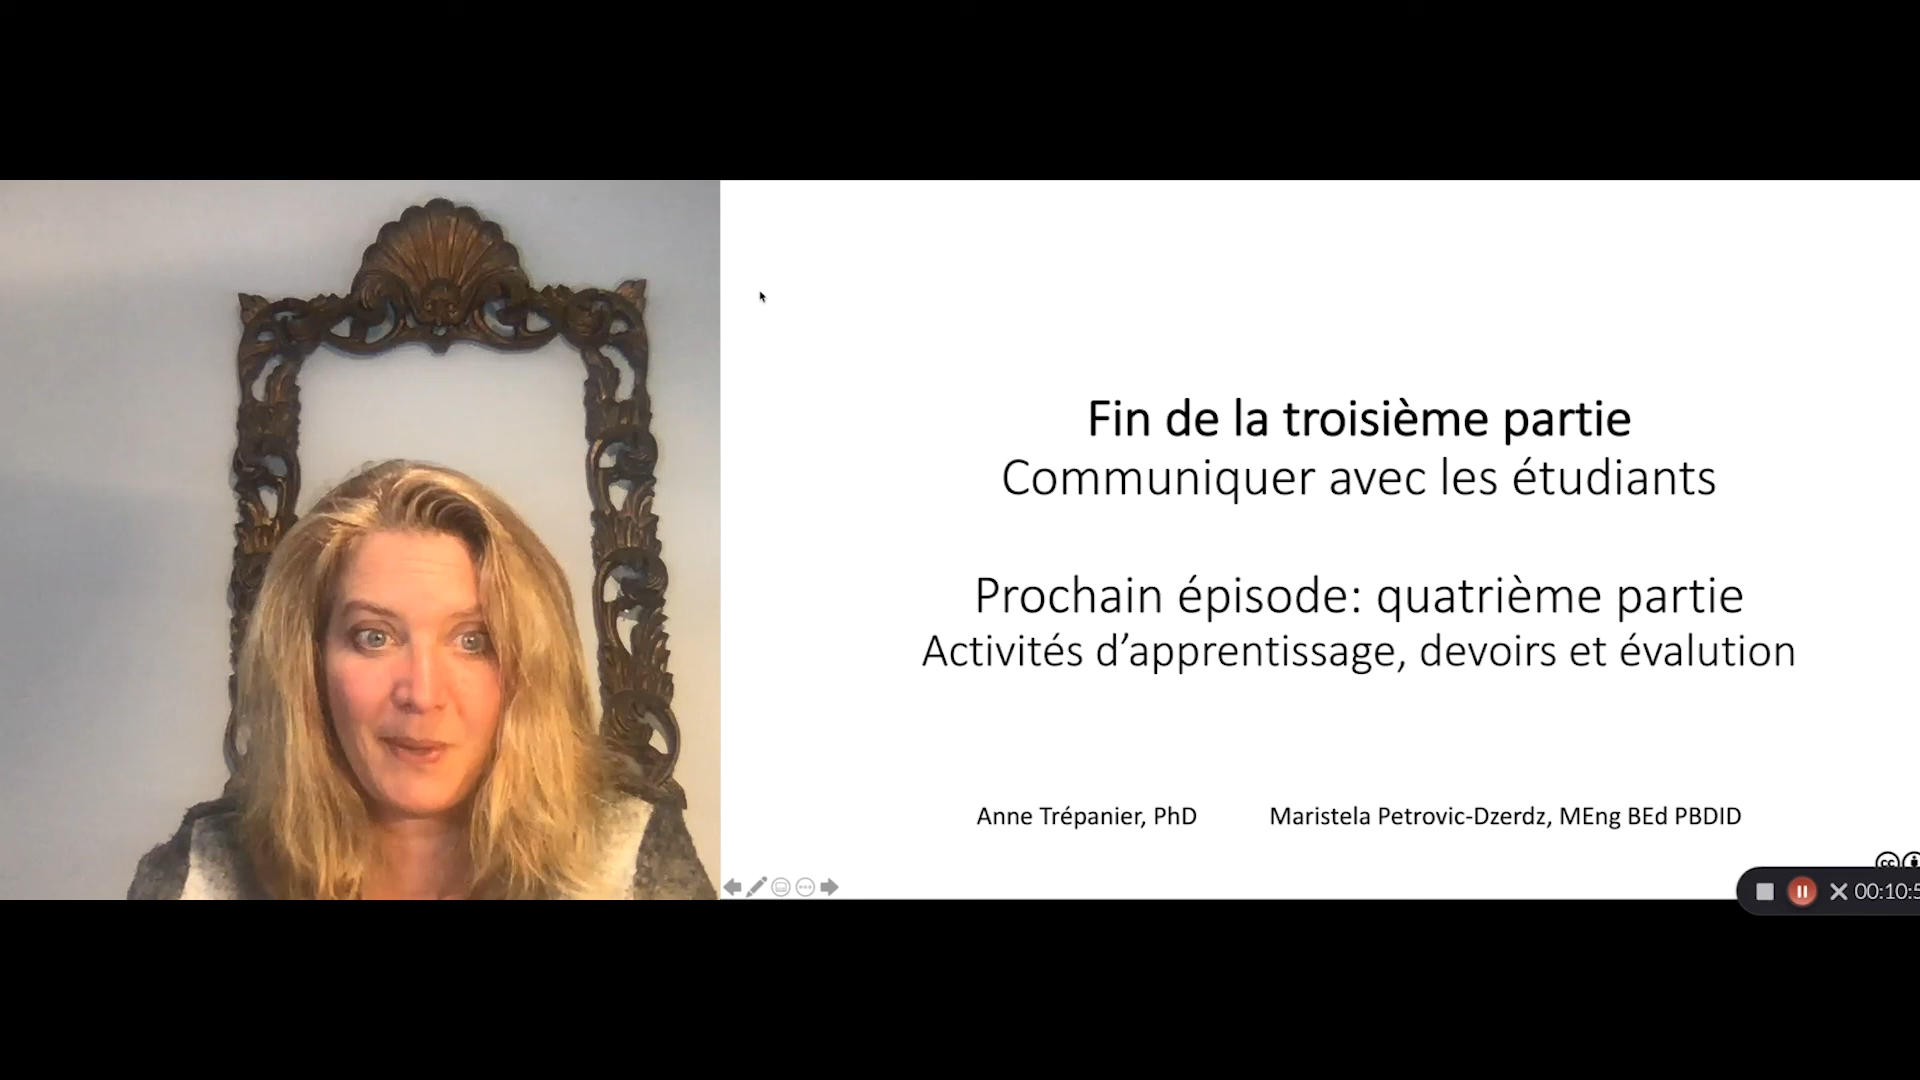 Fin de la troisième partie
Communiquer avec les étudiants
Prochain épisode: quatrième partie
Activités d’apprentissage, devoirs et évalution
Anne Trépanier, PhD
Maristela Petrovic-Dzerdz, MEng BEd PBDID
cc
00:10:5